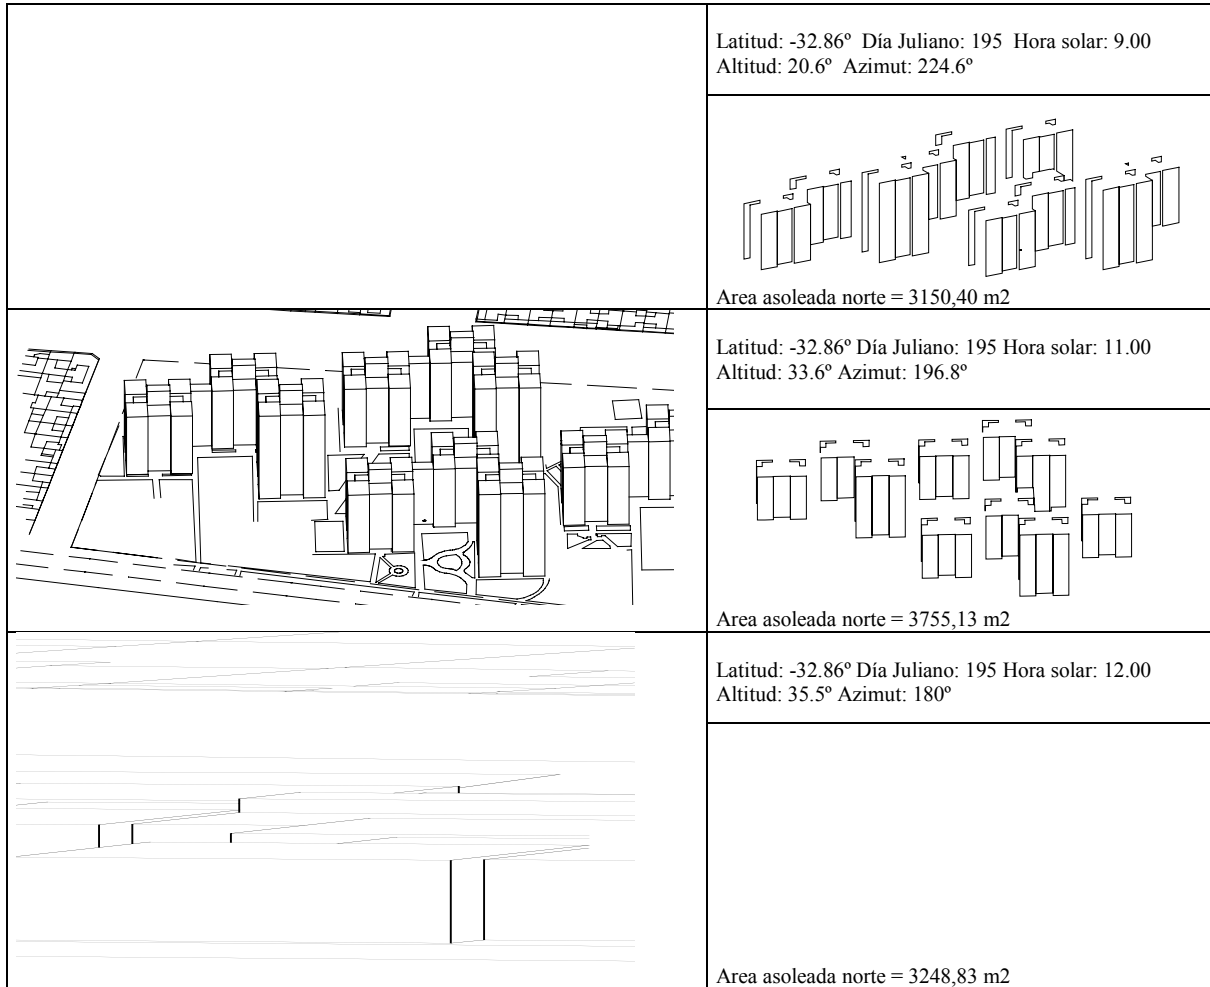 Latitud: -32.86º Día Juliano: 195 Hora solar: 9.00
Altitud: 20.6º Azimut: 224.6º
Area asoleada norte = 3150,40 m2
Latitud: -32.86º Día Juliano: 195 Hora solar: 11.00
Altitud: 33.6º Azimut: 196.8º
Area asoleada norte = 3755,13 m2
Latitud: -32.86º Día Juliano: 195 Hora solar: 12.00
Altitud: 35.5º Azimut: 180º
Area asoleada norte = 3248,83 m2